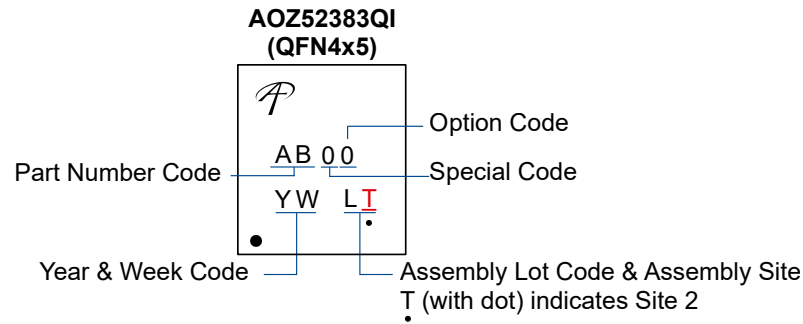 AOZ52383QI
(QFN4x5)
Option Code
AB 00
Part Number Code
Special Code
YW LT
Year & Week Code
Assembly Lot Code & Assembly Site
T (with dot) indicates Site 2